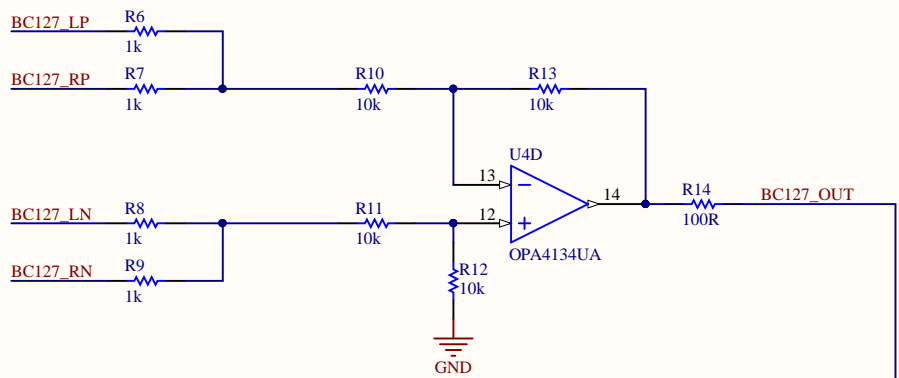 BC127_LP
R6
1k
BC127_RP
R7
1k
R10
10k
R13
10k
U4D
13
14
12
OPA4134UA
R14
100R
BC127_OUT
BC127_LN
R8
1k
R11
10k
BC127_RN
R9
1k
R12
10k
GND